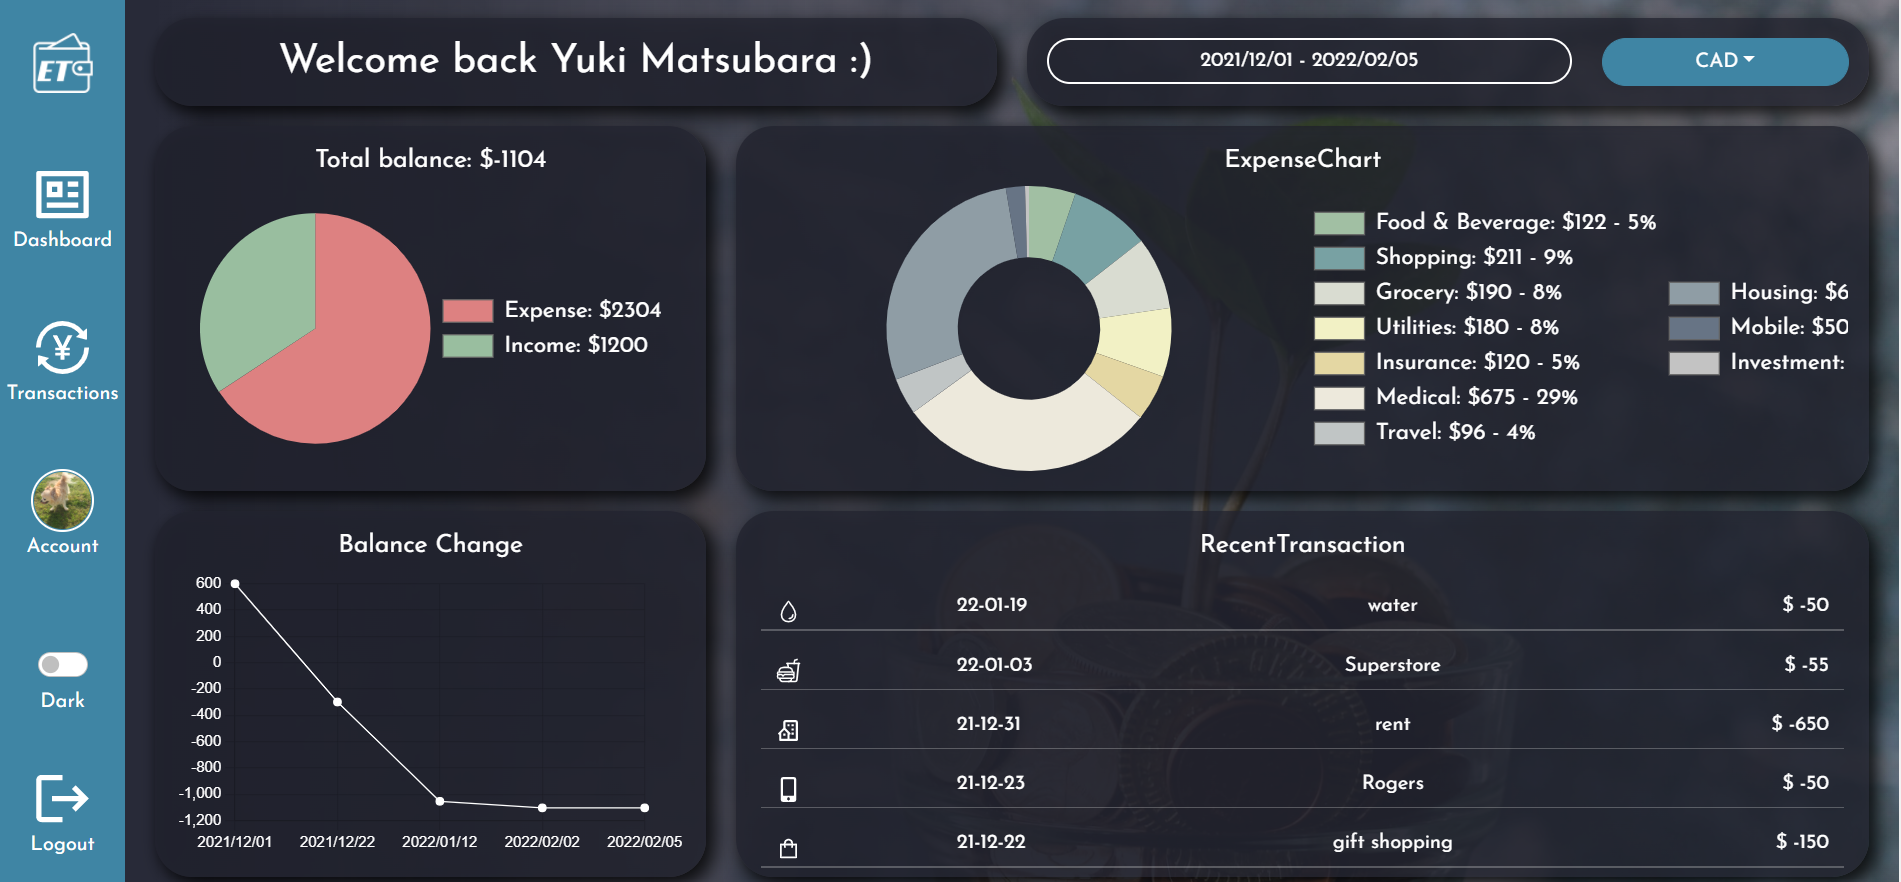 ET
Dashboard
Transactions
Account
Dark
Logout
Welcome back Yuki Matsubara :)
2021/12/01 - 2022/02/05
CAD
Total balance: $-1104
Expense: $2304
Income: $1200
ExpenseChart
Food & Beverage: $122 - 5%
Shopping: $211 - 9%
Grocery: $190 - 8%
Utilities: $180 - 8%
Insurance: $120 - 5%
Medical: $675 - 29%
Travel: $96 - 4%
Housing: $6
Mobile: $50
Investment:
Balance Change
600
400
200
0
-200
-400
-600
-800
-1,000
-1,200
2021/12/01 2021/12/22 2022/01/12 2022/02/02 2022/02/05
RecentTransaction
22-01-19 water $ -50
22-01-03 Superstore $ -55
21-12-31 rent $ -650
21-12-23 Rogers $ -50
21-12-22 gift shopping $ -150